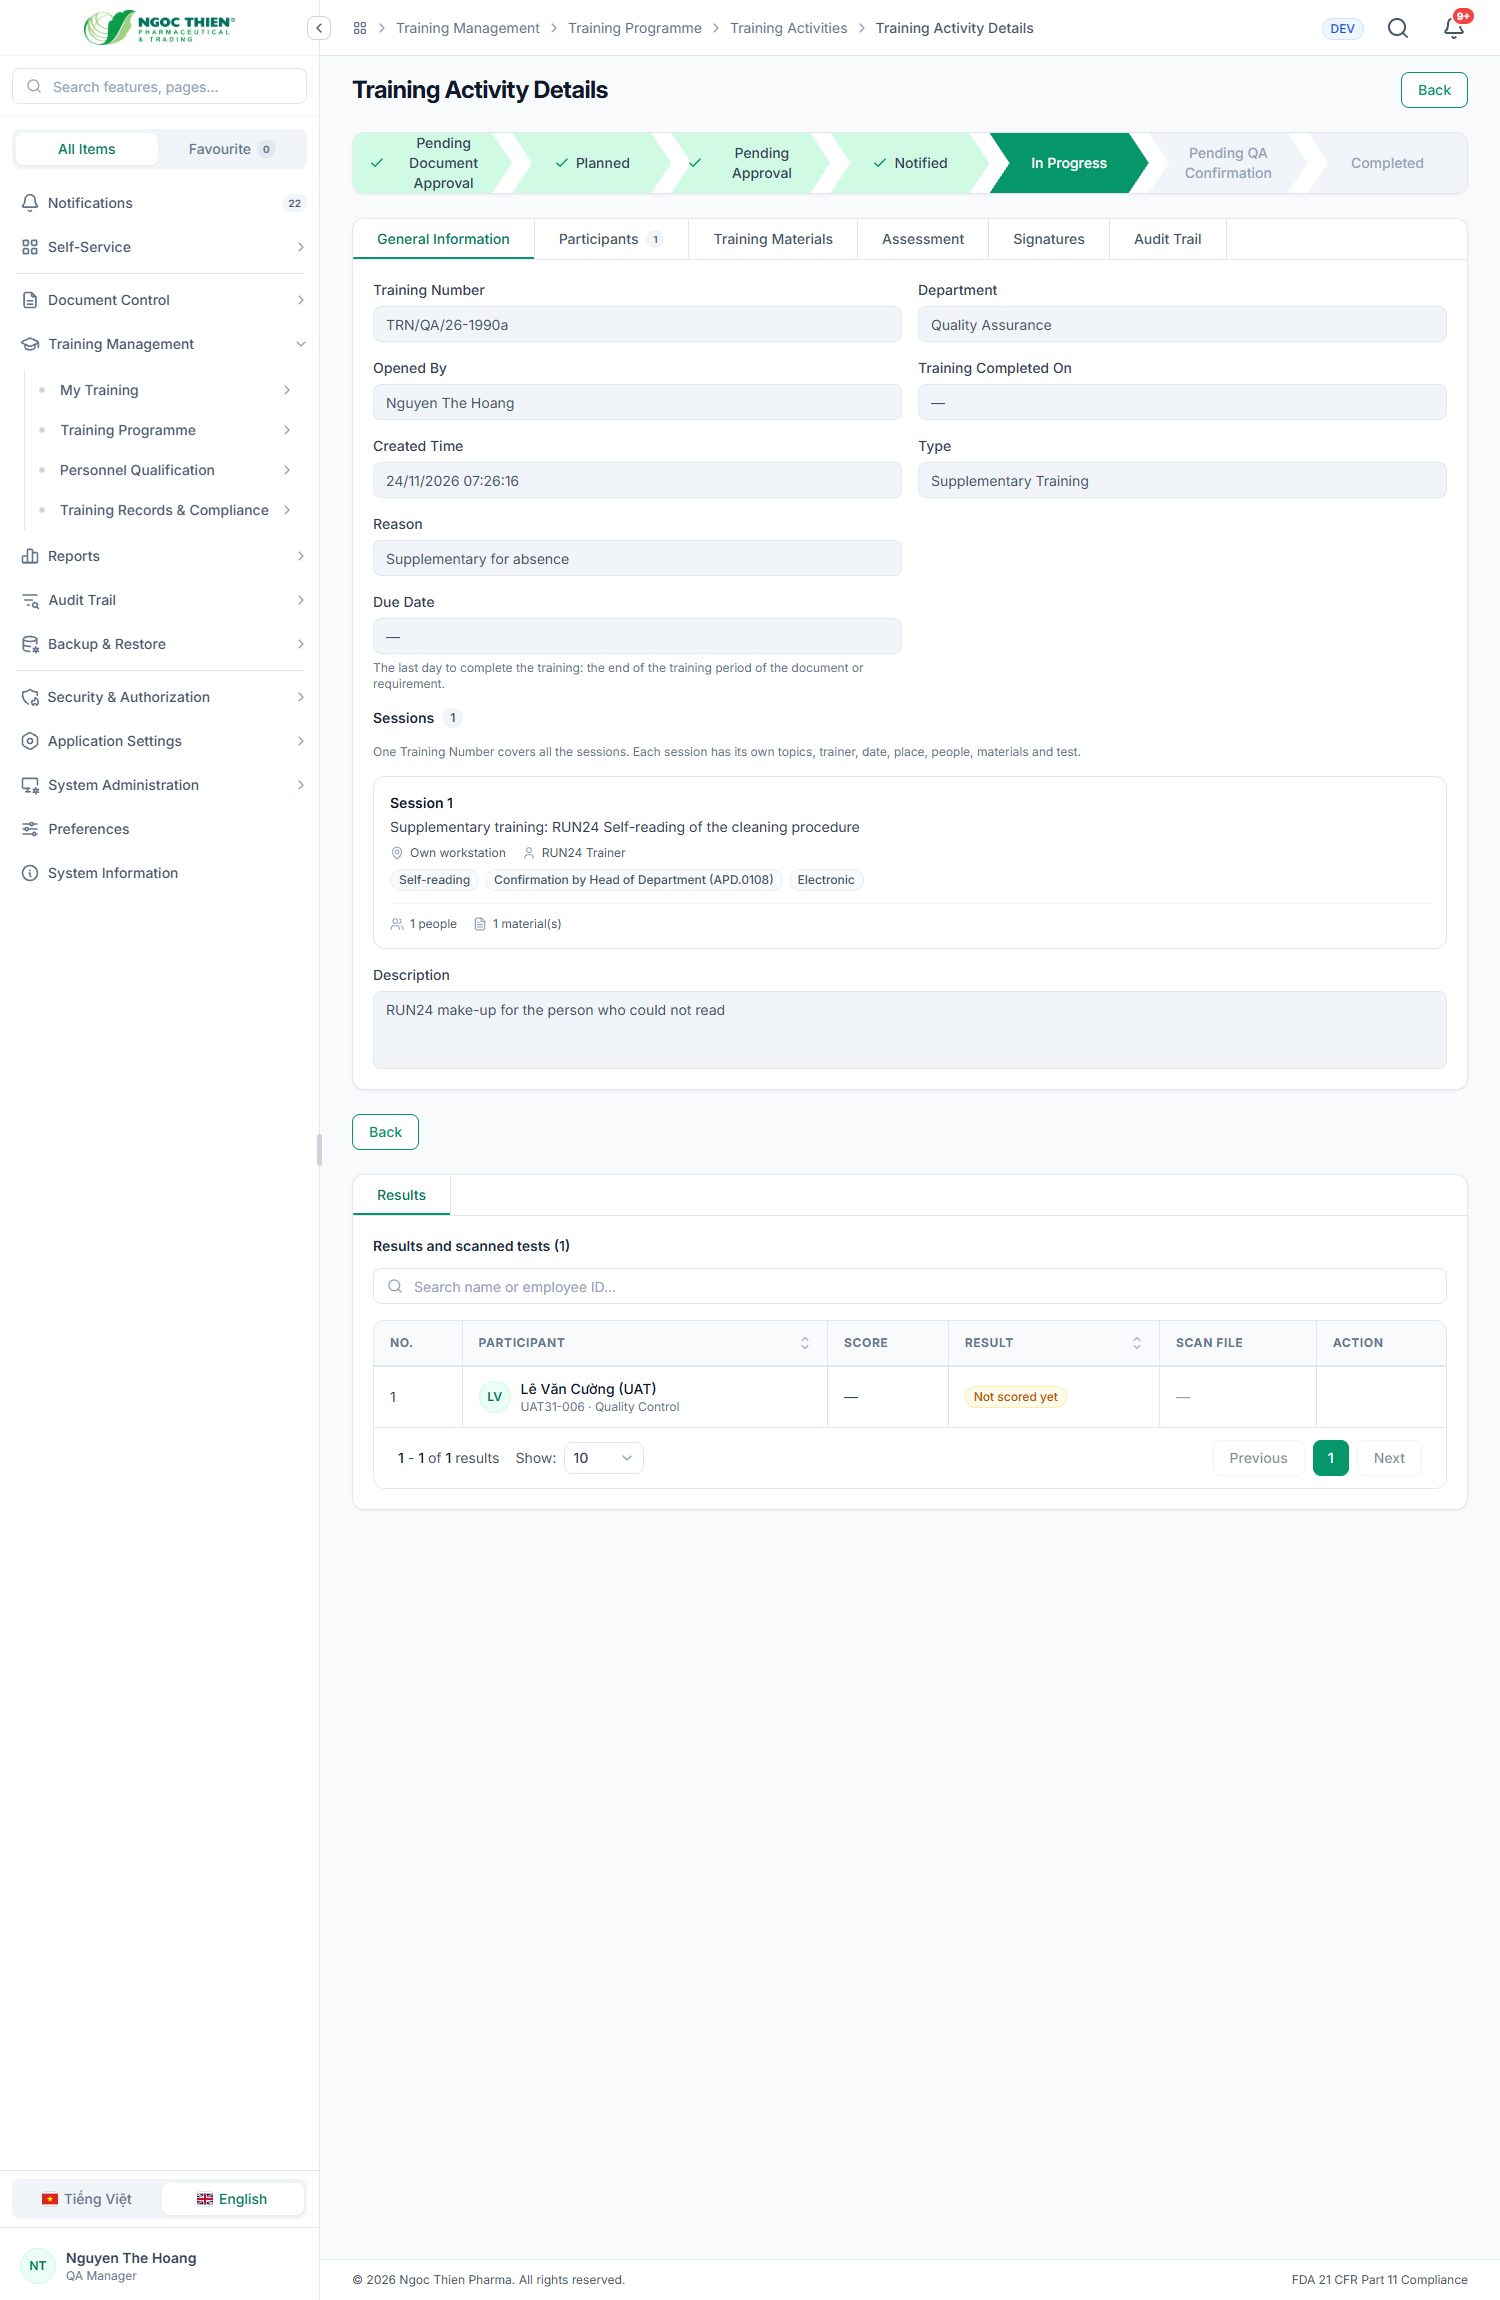 NGOC THIEN®
PHARMACEUTICAL
& TRADING
Search features, pages...
All Items
Favourite 0
Notifications 22
Self-Service
Document Control
Training Management
My Training
Training Programme
Personnel Qualification
Training Records & Compliance
Reports
Audit Trail
Backup & Restore
Security & Authorization
Application Settings
System Administration
Preferences
System Information
Tiếng Việt
English
NT
Nguyen The Hoang
QA Manager
Training Management
Training Programme
Training Activities
Training Activity Details
DEV
9+
Training Activity Details
Back
Pending
Document
Approval
Planned
Pending
Approval
Notified
In Progress
Pending QA
Confirmation
Completed
General Information
Participants 1
Training Materials
Assessment
Signatures
Audit Trail
Training Number
TRN/QA/26-1990a
Department
Quality Assurance
Opened By
Nguyen The Hoang
Training Completed On
—
Created Time
24/11/2026 07:26:16
Type
Supplementary Training
Reason
Supplementary for absence
Due Date
—
The last day to complete the training: the end of the training period of the document or
requirement.
Sessions 1
One Training Number covers all the sessions. Each session has its own topics, trainer, date, place, people, materials and test.
Session 1
Supplementary training: RUN24 Self-reading of the cleaning procedure
Own workstation RUN24 Trainer
Self-reading Confirmation by Head of Department (APD.0108) Electronic
1 people 1 material(s)
Description
RUN24 make-up for the person who could not read
Back
Results
Results and scanned tests (1)
Search name or employee ID...
NO. PARTICIPANT SCORE RESULT SCAN FILE ACTION
1 LV Lê Văn Cường (UAT) — Not scored yet —
UAT31-006 · Quality Control
1 - 1 of 1 results Show: 10 Previous 1 Next
© 2026 Ngoc Thien Pharma. All rights reserved.
FDA 21 CFR Part 11 Compliance